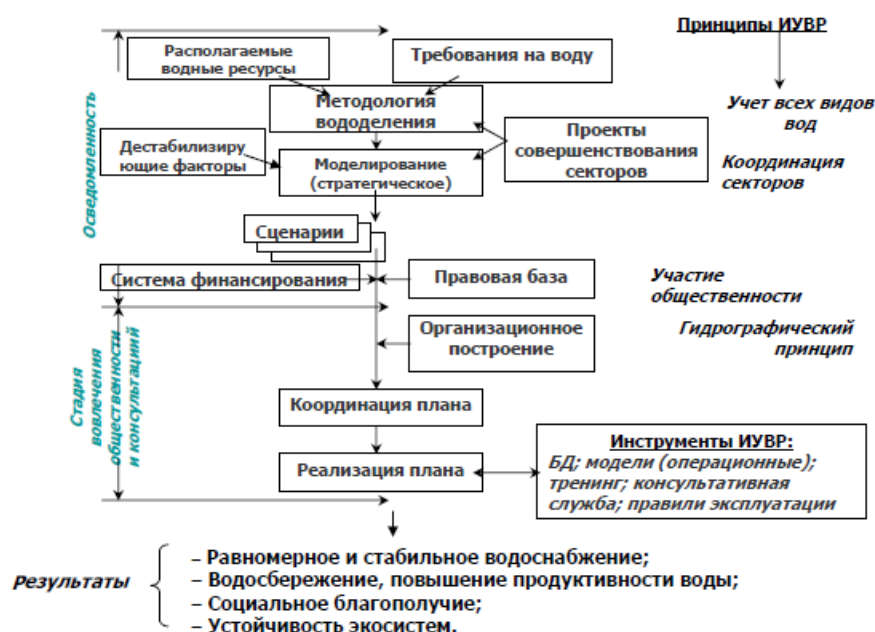 Принципы ИУВР
Располагаемые
водные ресурсы
Требования на воду
Методология
вододеления
Учет всех видов
вод
Дестабилизиру
ющие факторы
Проекты
совершенствования
секторов
Моделирование
(стратегическое)
Координация
секторов
Осведомленность
Сценарии
Система финансирования
Правовая база
Участие
общественности
Организационное
построение
Гидрографический
принцип
Стадия
вовлечения
общественности
и консультациий
Координация плана
Реализация плана
Инструменты ИУВР:
БД; модели (операционные);
тренинг; консультативная
служба; правили эксплуатации
Результаты
– Равномерное и стабильное водоснабжение;
– Водосбережение, повышение продуктивности воды;
– Социальное благополучие;
– Устойчивость экосистем.